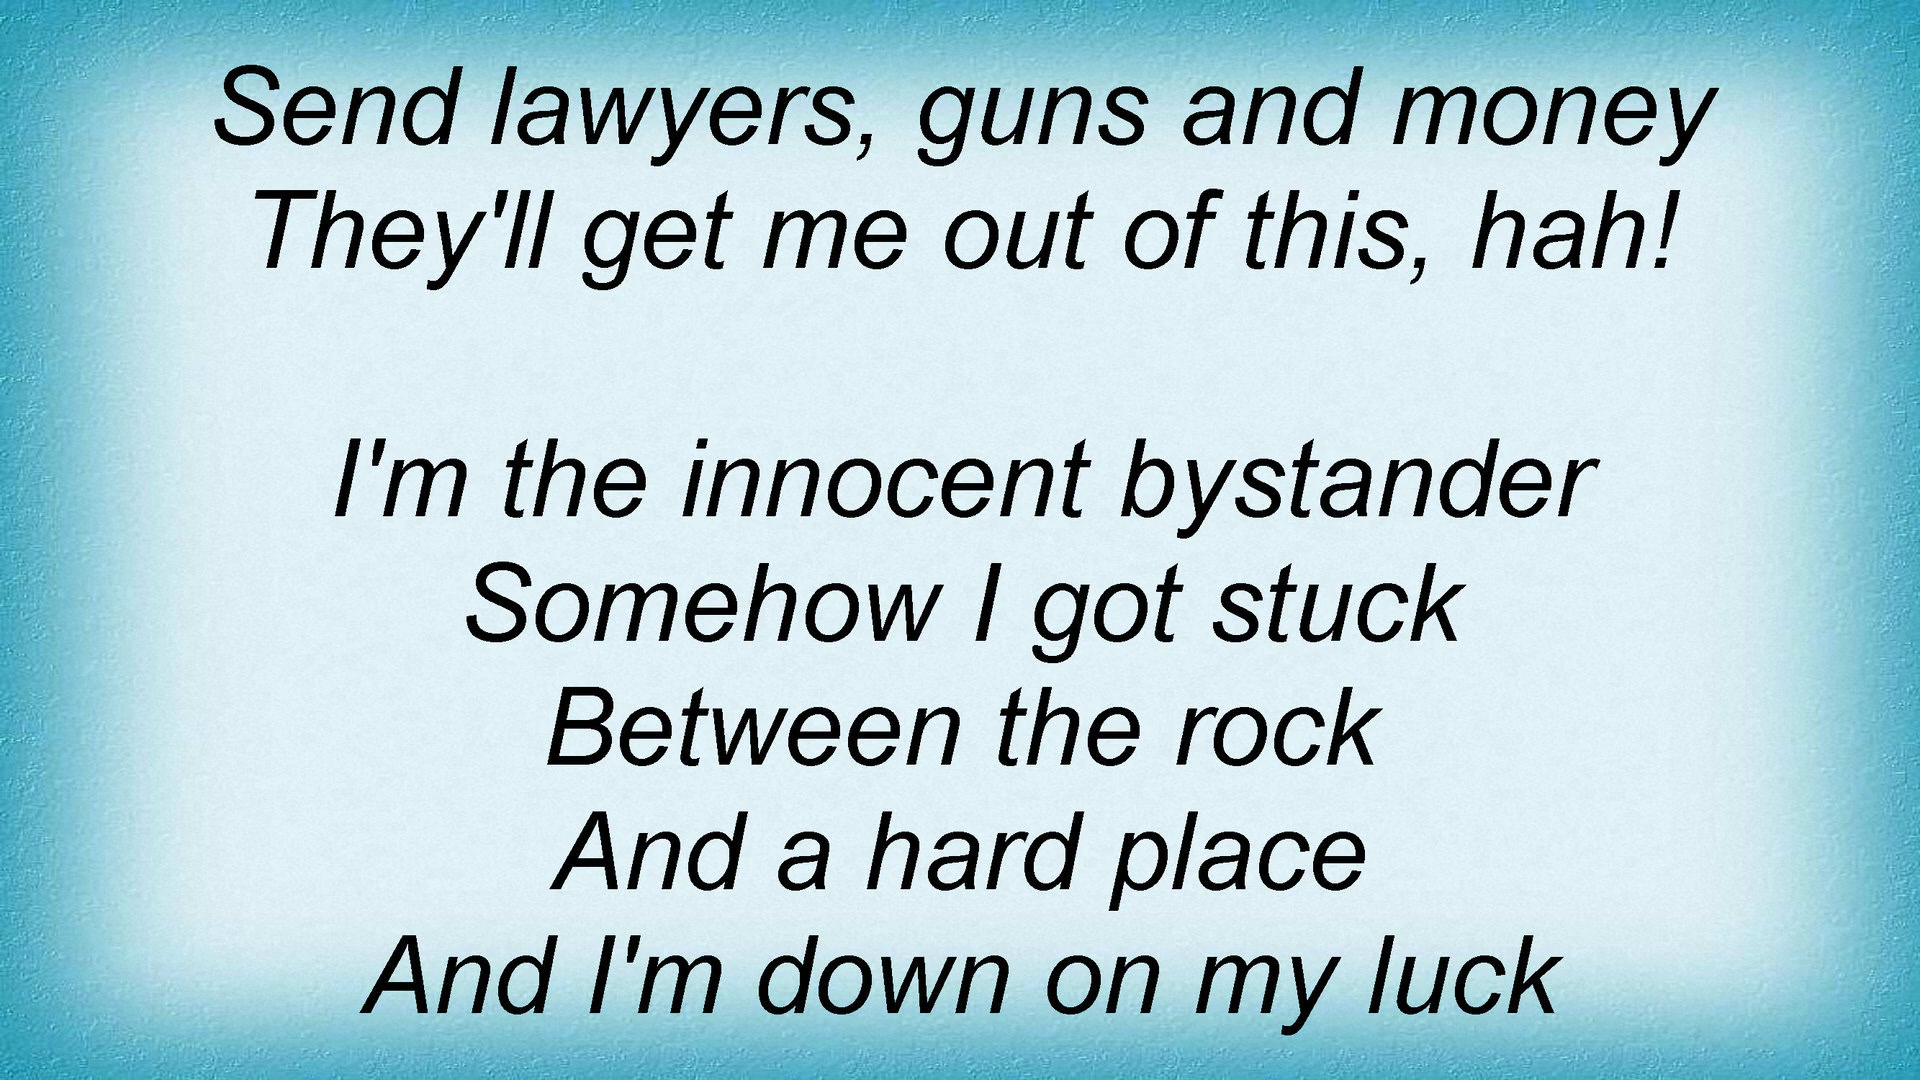 Send lawyers, guns and money
They'll get me out of this, hah!
I'm the innocent bystander
Somehow I got stuck
Between the rock
And a hard place
And I'm down on my luck